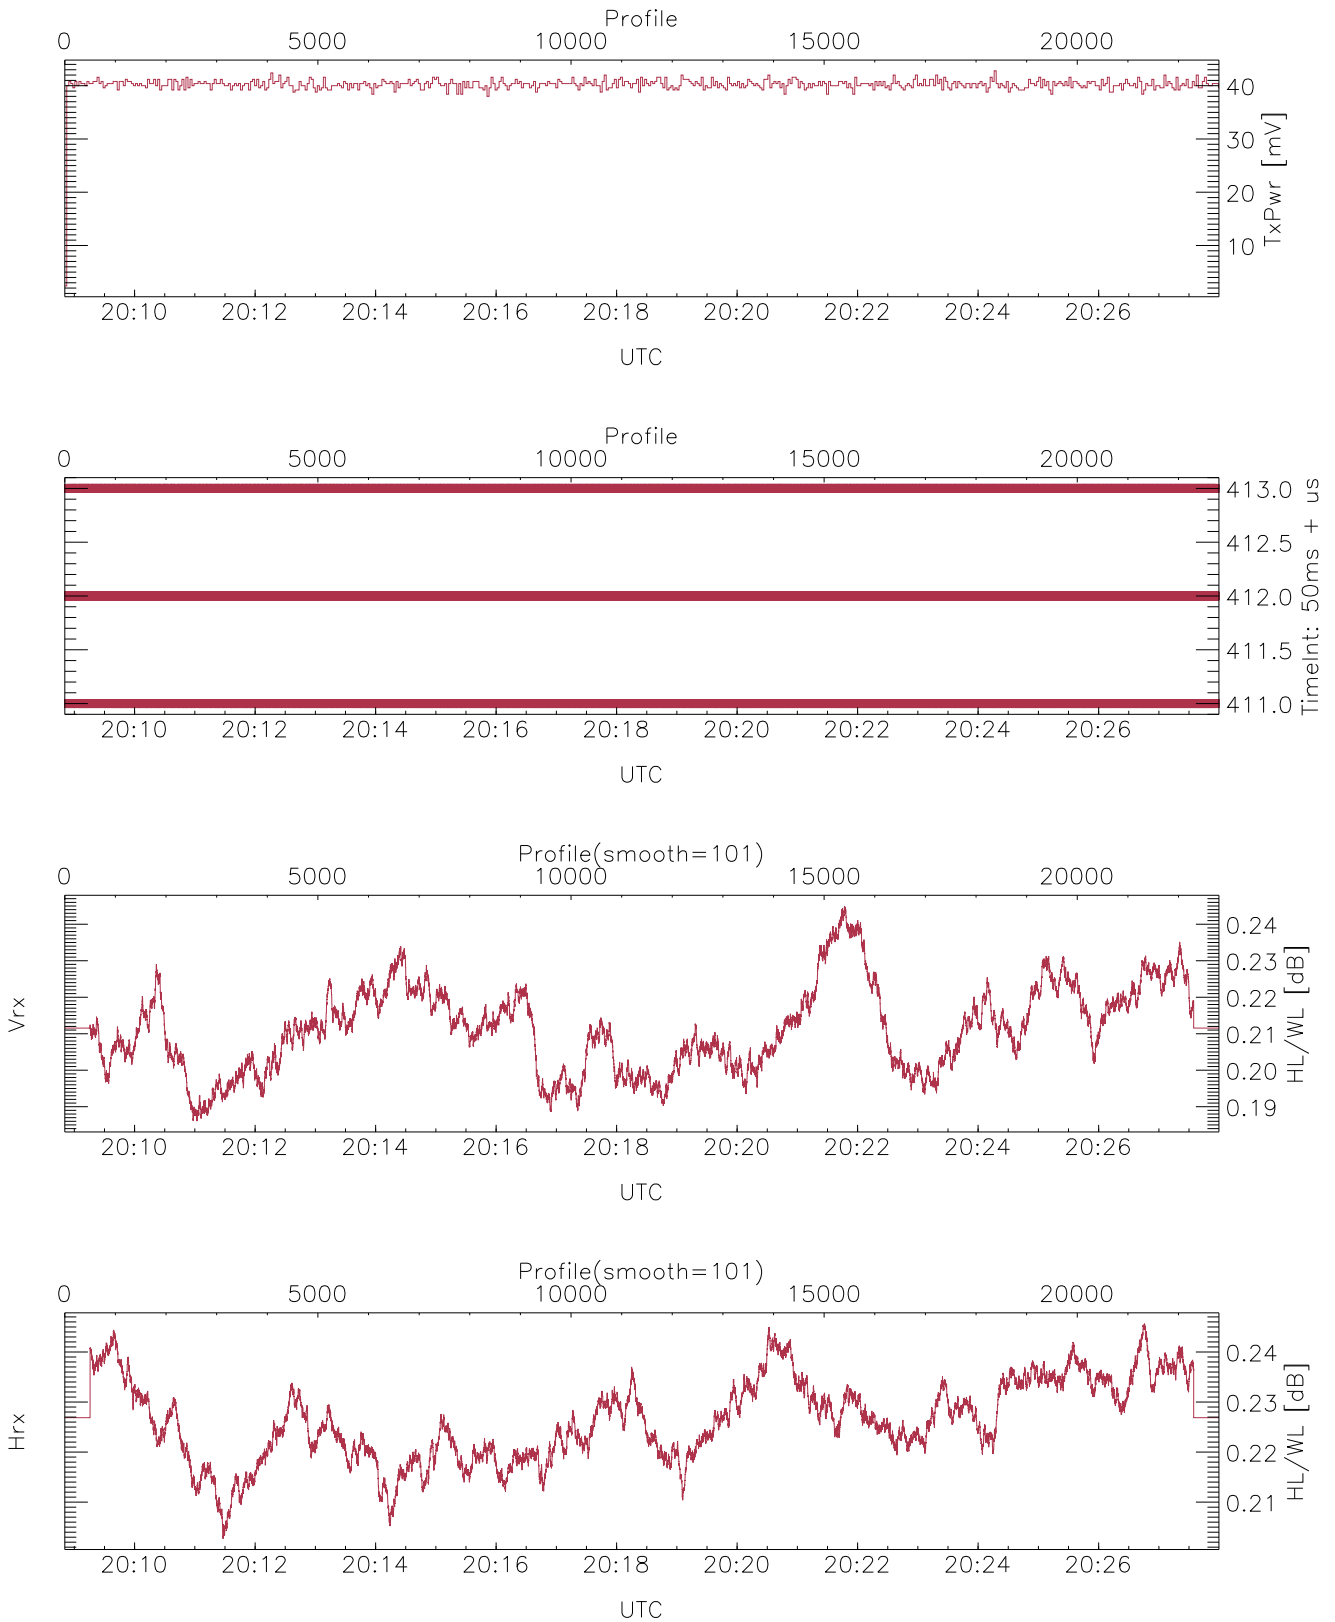 Profile
0 5000 10000 15000 20000
40
30
20
10
TxPwr [mV]
20:10 20:12 20:14 20:16 20:18 20:20 20:22 20:24 20:26
UTC
Profile
0 5000 10000 15000 20000
413.0
412.5
412.0
411.5
411.0
TimeInt: 50ms + us
20:10 20:12 20:14 20:16 20:18 20:20 20:22 20:24 20:26
UTC
Profile(smooth=101)
0 5000 10000 15000 20000
Vrx
0.24
0.23
0.22
0.21
0.20
0.19
HL/WL [dB]
20:10 20:12 20:14 20:16 20:18 20:20 20:22 20:24 20:26
UTC
Profile(smooth=101)
0 5000 10000 15000 20000
Hrx
0.24
0.23
0.22
0.21
HL/WL [dB]
20:10 20:12 20:14 20:16 20:18 20:20 20:22 20:24 20:26
UTC